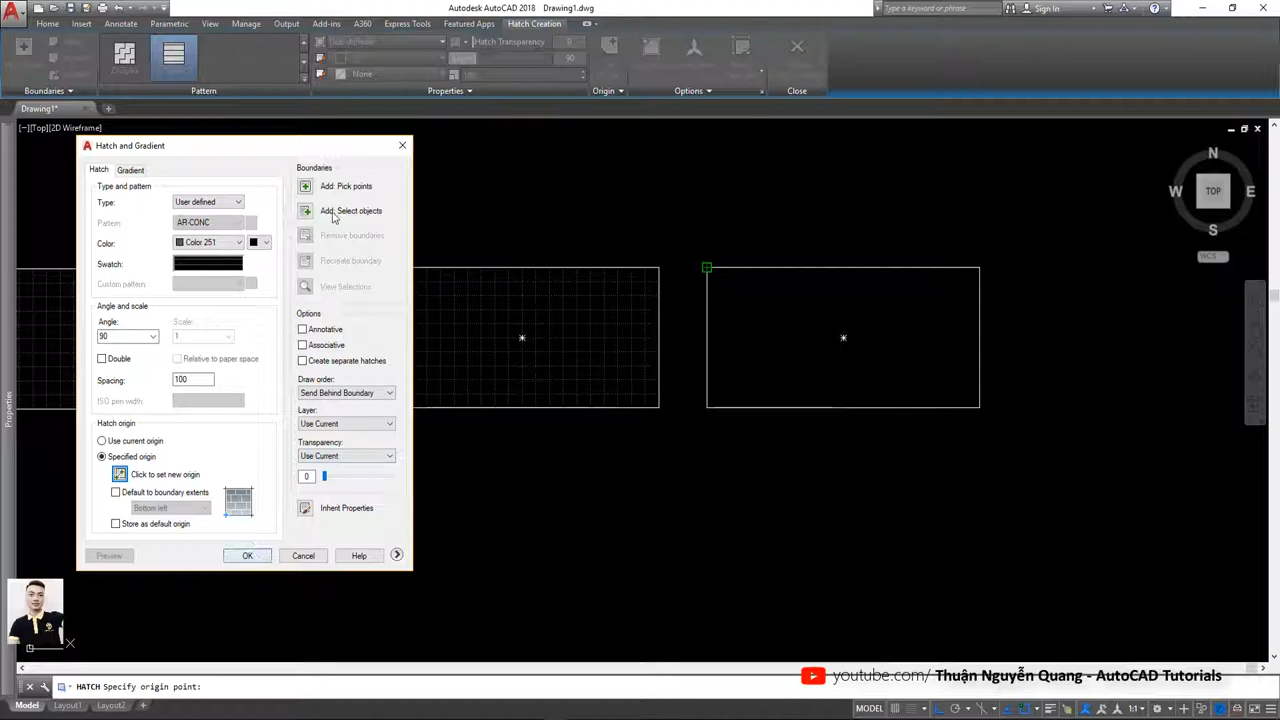 Autodesk AutoCAD 2018 Drawing1.dwg
Type a keyword or phrase
Sign In
Home Insert Annotate Parametric View Manage Output Add-ins A360 Express Tools Featured Apps Hatch Creation
Hatch Transparency 0
90
None
Boundaries Pattern Properties Origin Options Close
Drawing1*
[−][Top][2D Wireframe]
Hatch and Gradient
Hatch Gradient
Type and pattern
Type: User defined
Pattern: AR-CONC
Color: Color 251
Swatch:
Custom pattern:
Angle and scale
Angle: Scale:
90 1
Double Relative to paper space
Spacing: 100
ISO pen width:
Hatch origin
Use current origin
Specified origin
Click to set new origin
Default to boundary extents
Bottom left
Store as default origin
Boundaries
Add: Pick points
Add: Select objects
Remove boundaries
Recreate boundary
View Selections
Options
Annotative
Associative
Create separate hatches
Draw order:
Send Behind Boundary
Layer:
Use Current
Transparency:
Use Current
0
Inherit Properties
Preview OK Cancel Help
N
W TOP E
S
WCS
HATCH Specify origin point:
youtube.com/ Thuận Nguyễn Quang - AutoCAD Tutorials
Model Layout1 Layout2 +
MODEL 1:1